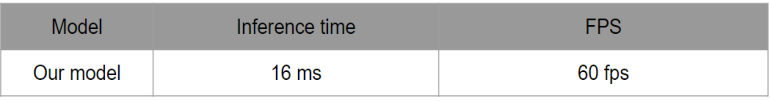 Model Inference time FPS
Our model 16 ms 60 fps